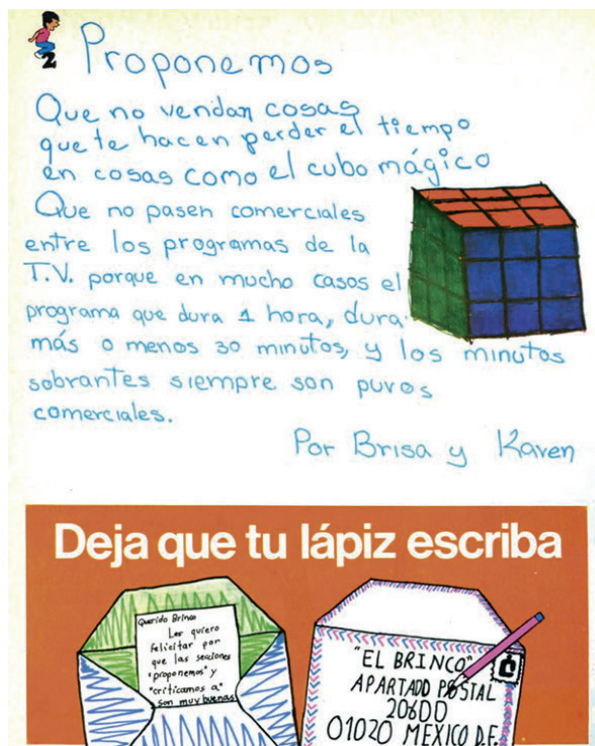 2
Proponemos
Que no vendan cosas
que te hacen perder el tiempo
en cosas como el cubo mágico
Que no pasen comerciales
entre los programas de la
T.V. porque en mucho casos el
programa que dura 1 hora, dura
más o menos 30 minutos, y los minutos
sobrantes siempre son puros
comerciales.
Por Brisa y Karen
Deja que tu lápiz escriba
Querido Brinco
Les quiero
felicitar por
que las secciones
"proponemos" y
"criticamos a"
son muy buenas
"EL BRINCO"
APARTADO POSTAL
20600
01020 MEXICO D.F.